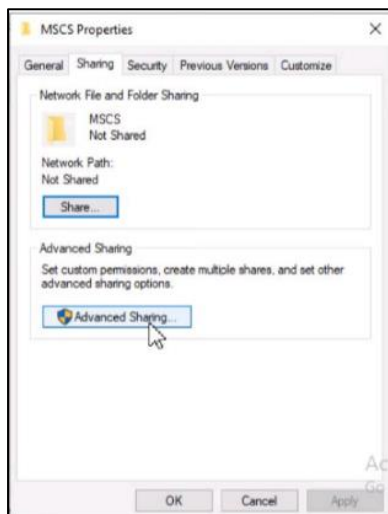 MSCS Properties
General Sharing Security Previous Versions Customize
Network File and Folder Sharing
MSCS
Not Shared
Network Path:
Not Shared
Share...
Advanced Sharing
Set custom permissions, create multiple shares, and set other
advanced sharing options.
Advanced Sharing...
OK Cancel Apply